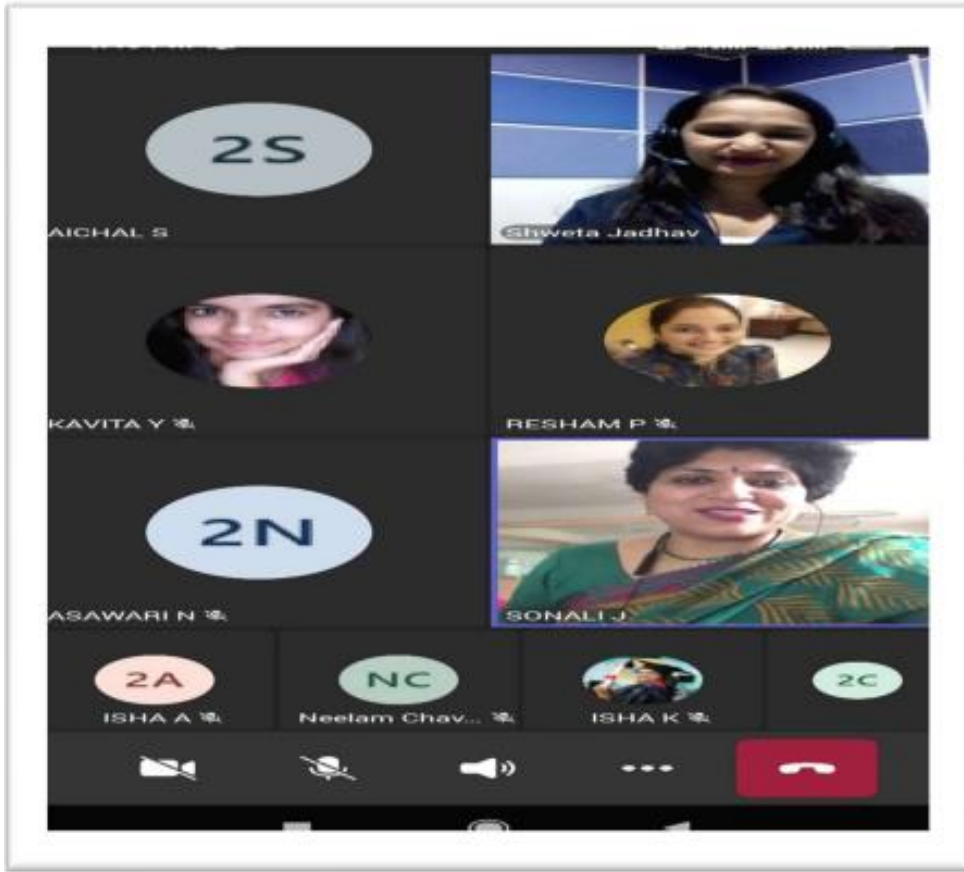 2S
AICHAL S
Shweta Jadhav
KAVITA Y
RESHAM P
2N
ASAWARI N
SONALI J
2A
NC
2C
ISHA A
Neelam Chav...
ISHA K